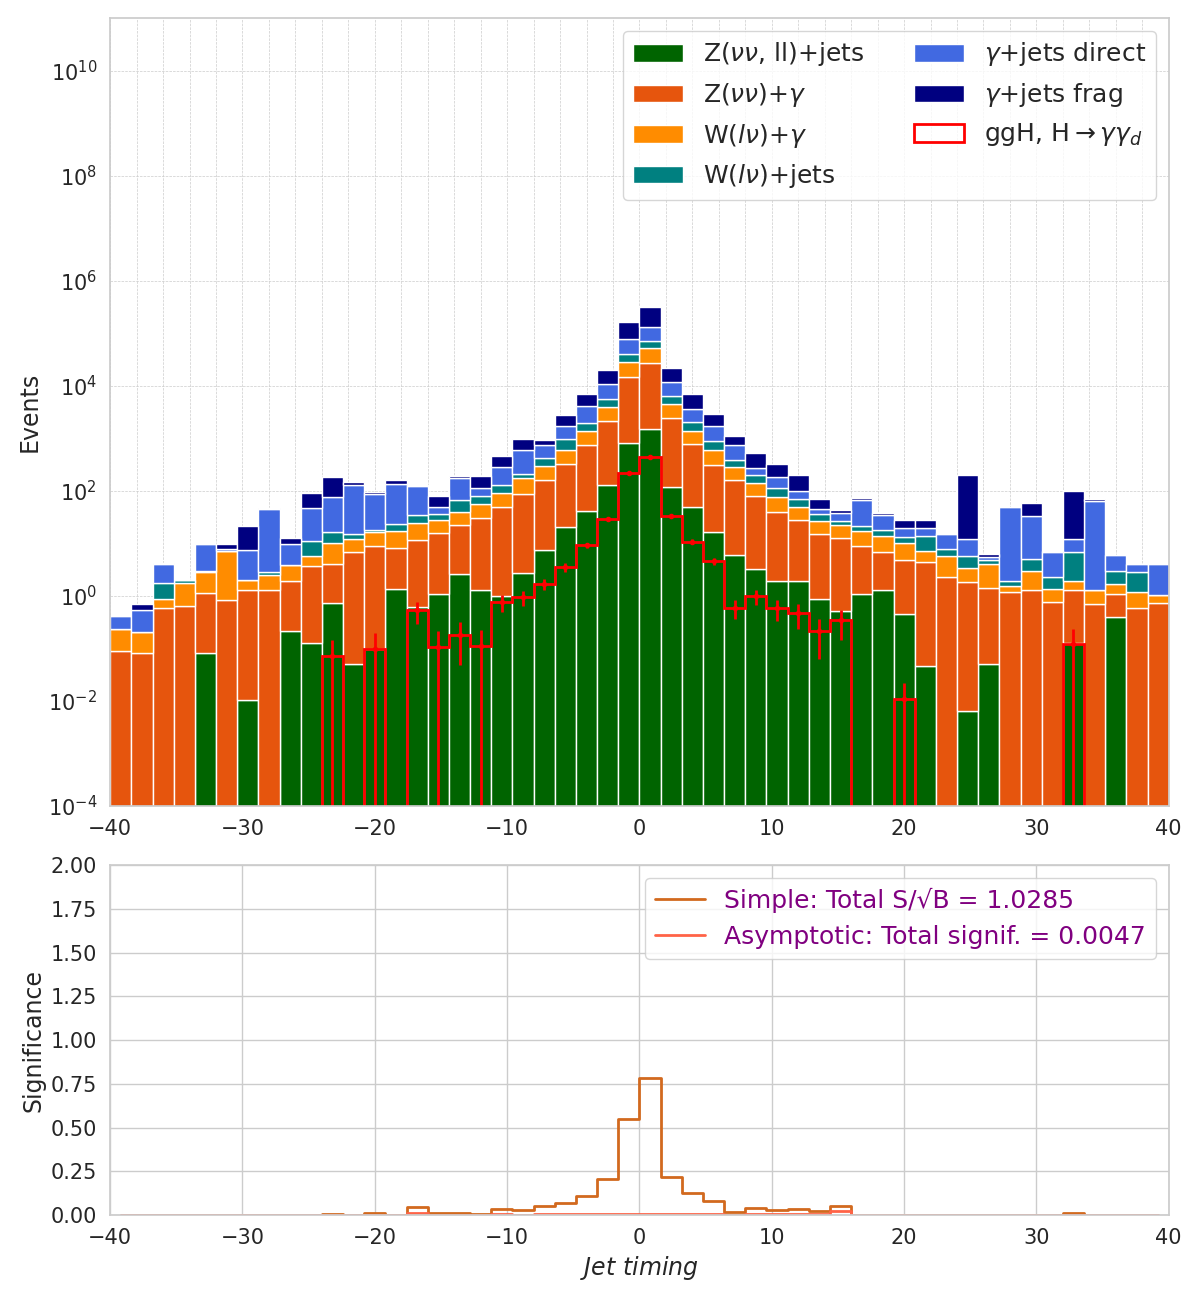 Z(νν, ll)+jets
Z(νν)+γ
W(lν)+γ
W(lν)+jets
γ+jets direct
γ+jets frag
ggH, H→γγ_d
Events
10^10
10^8
10^6
10^4
10^2
10^0
10^−2
10^−4
−40 −30 −20 −10 0 10 20 30 40
Simple: Total S/√B = 1.0285
Asymptotic: Total signif. = 0.0047
Significance
2.00
1.75
1.50
1.25
1.00
0.75
0.50
0.25
0.00
−40 −30 −20 −10 0 10 20 30 40
Jet timing